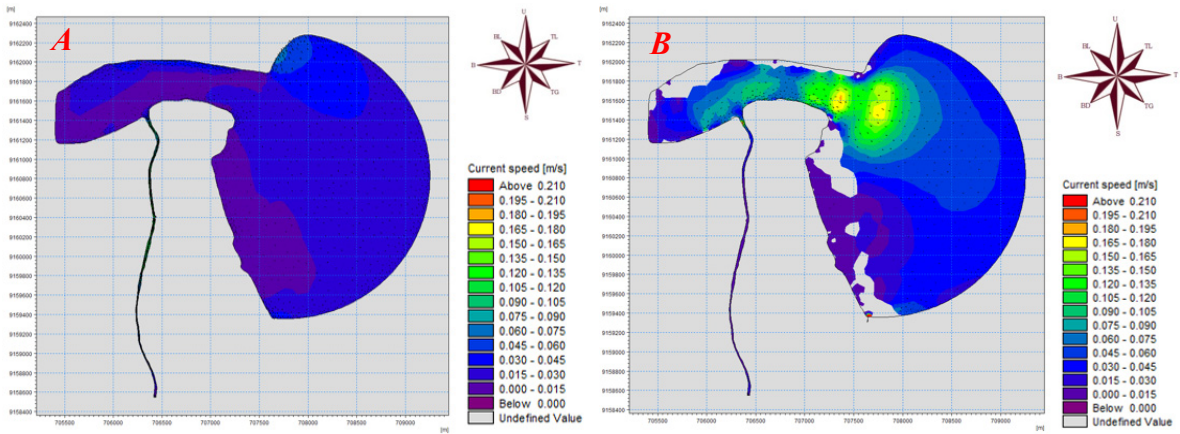 [m]
9162400
9162200
9162000
9161800
9161600
9161400
9161200
9161000
9160800
9160600
9160400
9160200
9160000
9159800
9159600
9159400
9159200
9159000
9158800
9158600
9158400
705500 706000 706500 707000 707500 708000 708500 709000
[m]
A
U
BL TL
B T
BD TG
S
Current speed [m/s]
Above 0.210
0.195 - 0.210
0.180 - 0.195
0.165 - 0.180
0.150 - 0.165
0.135 - 0.150
0.120 - 0.135
0.105 - 0.120
0.090 - 0.105
0.075 - 0.090
0.060 - 0.075
0.045 - 0.060
0.030 - 0.045
0.015 - 0.030
0.000 - 0.015
Below 0.000
Undefined Value
[m]
9162400
9162200
9162000
9161800
9161600
9161400
9161200
9161000
9160800
9160600
9160400
9160200
9160000
9159800
9159600
9159400
9159200
9159000
9158800
9158600
9158400
705500 706000 706500 707000 707500 708000 708500 709000
[m]
B
U
BL TL
B T
BD TG
S
Current speed [m/s]
Above 0.210
0.195 - 0.210
0.180 - 0.195
0.165 - 0.180
0.150 - 0.165
0.135 - 0.150
0.120 - 0.135
0.105 - 0.120
0.090 - 0.105
0.075 - 0.090
0.060 - 0.075
0.045 - 0.060
0.030 - 0.045
0.015 - 0.030
0.000 - 0.015
Below 0.000
Undefined Value